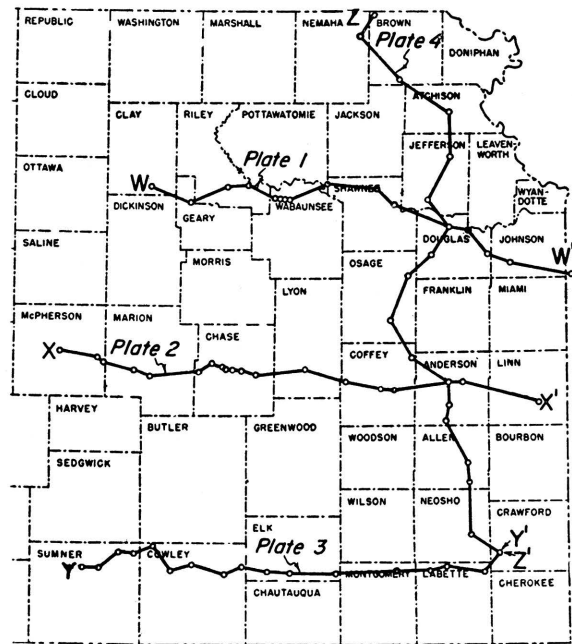 REPUBLIC WASHINGTON MARSHALL NEMAHA Z BROWN
Plate 4
DONIPHAN
CLOUD ATCHISON
CLAY RILEY POTTAWATOMIE JACKSON
JEFFERSON LEAVEN-
WORTH
Plate 1
OTTAWA W SHAWNEE WYAN-
DOTTE
DICKINSON GEARY WABAUNSEE
DOUGLAS JOHNSON
SALINE MORRIS OSAGE W'
LYON FRANKLIN MIAMI
McPHERSON MARION CHASE
X Plate 2 COFFEY ANDERSON LINN
X'
HARVEY
BUTLER GREENWOOD WOODSON ALLEN BOURBON
SEDGWICK
WILSON NEOSHO
CRAWFORD
ELK Y'
SUMNER COWLEY Plate 3 Z'
Y
MONTGOMERY LABETTE CHEROKEE
CHAUTAUQUA